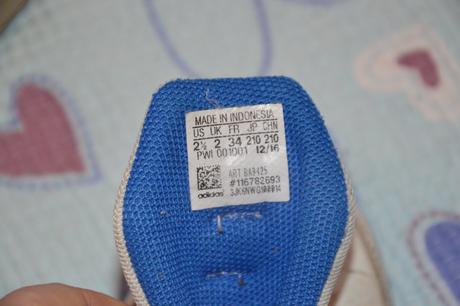 MADE IN INDONESIA
US UK FR JP CHN
2½ 2 34 210 210
PWI 001001 12/16
ART BA9425
#116782693
adidas